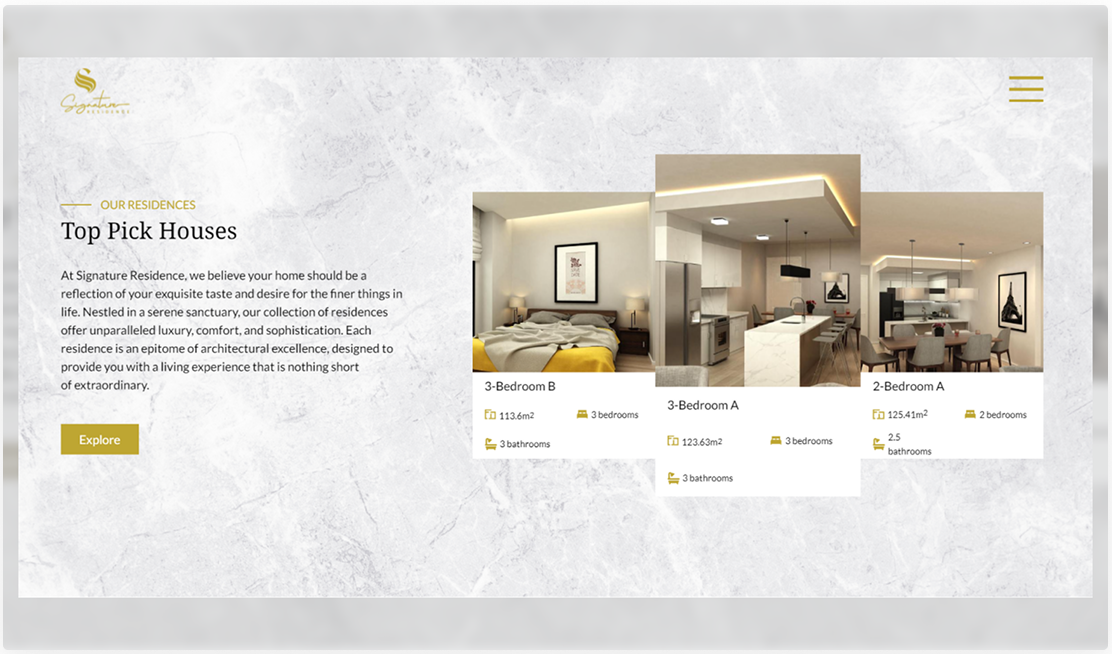 Signature
RESIDENCE
OUR RESIDENCES
Top Pick Houses
At Signature Residence, we believe your home should be a
reflection of your exquisite taste and desire for the finer things in
life. Nestled in a serene sanctuary, our collection of residences
offer unparalleled luxury, comfort, and sophistication. Each
residence is an epitome of architectural excellence, designed to
provide you with a living experience that is nothing short
of extraordinary.
Explore
3-Bedroom B
113.6m2
3 bedrooms
3 bathrooms
3-Bedroom A
123.63m2
3 bedrooms
3 bathrooms
2-Bedroom A
125.41m2
2 bedrooms
2.5
bathrooms